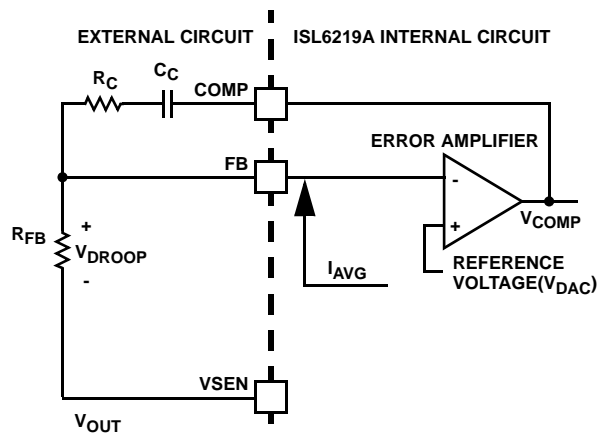 EXTERNAL CIRCUIT
ISL6219A INTERNAL CIRCUIT
RC
CC
COMP
ERROR AMPLIFIER
FB
-
+
VCOMP
RFB
+
VDROOP
-
IAVG
REFERENCE
VOLTAGE(VDAC)
VSEN
VOUT